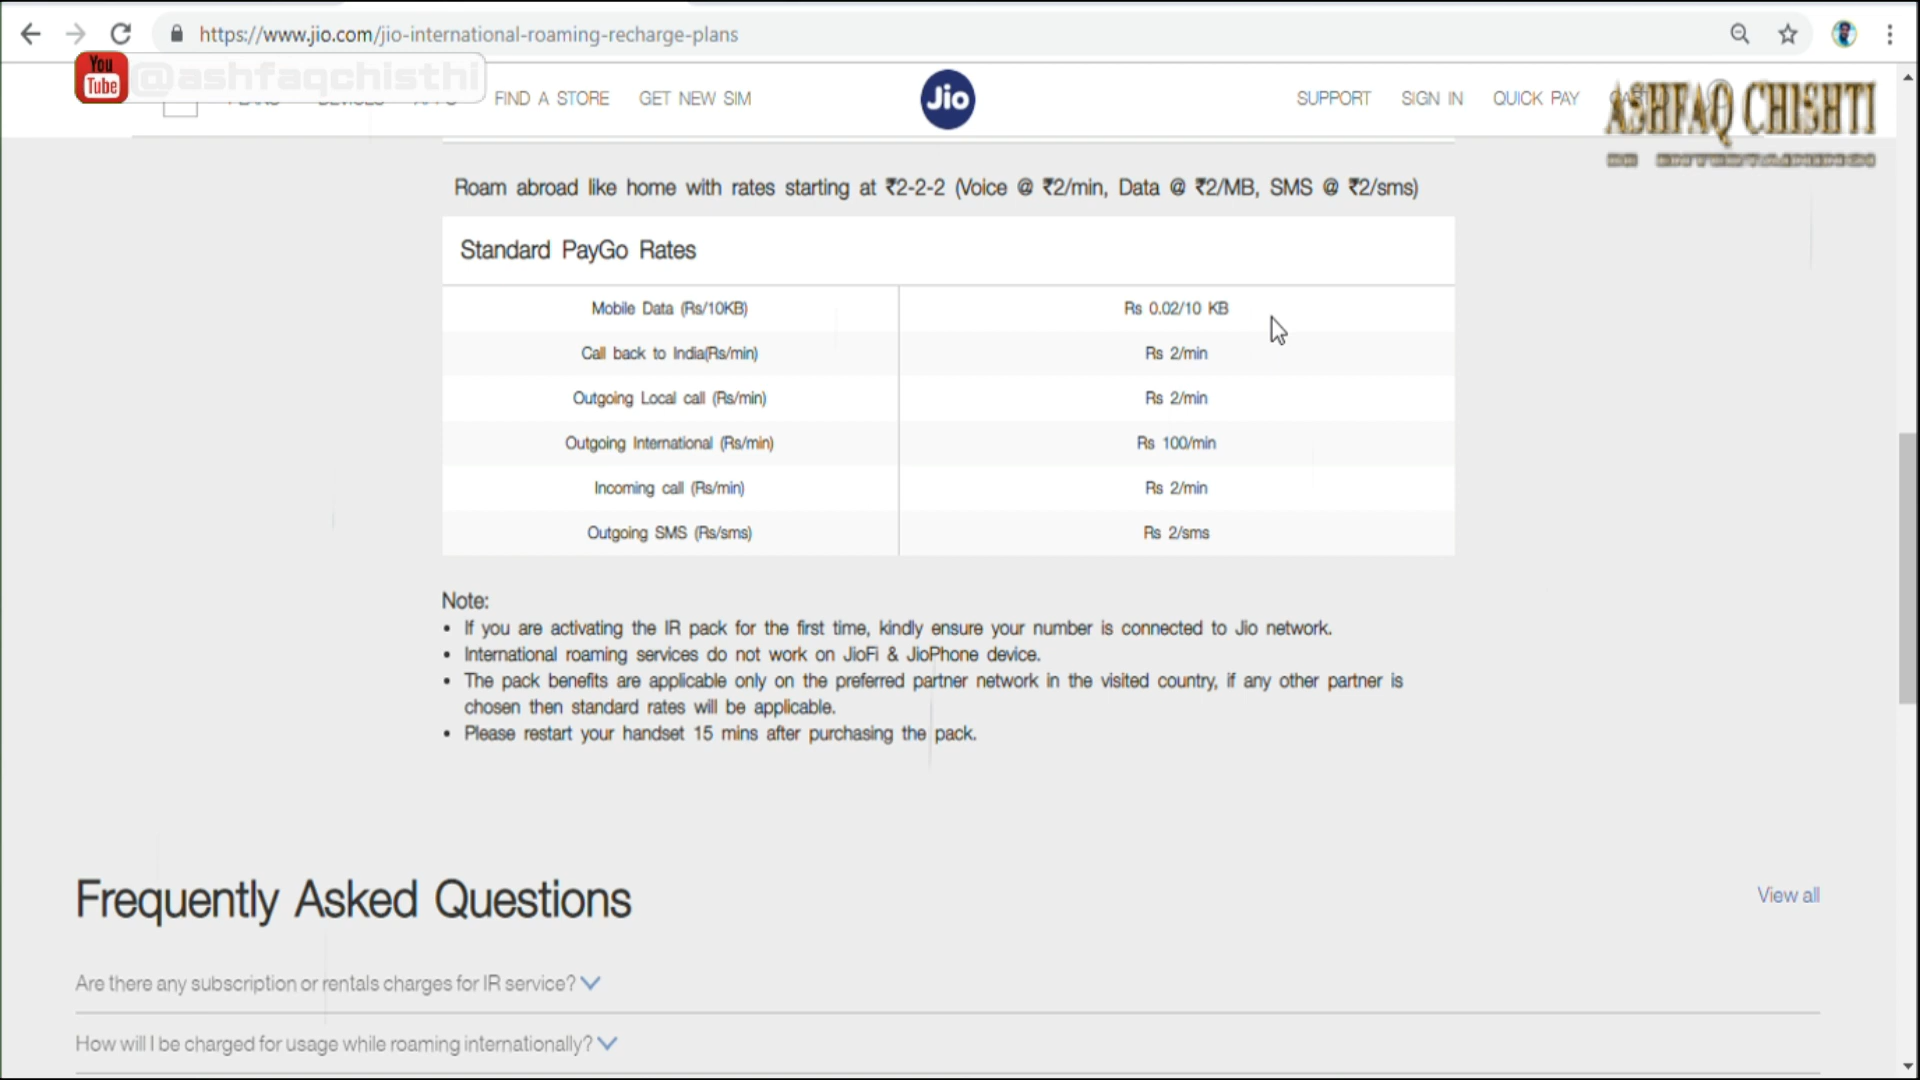 https://www.jio.com/jio-international-roaming-recharge-plans
You
Tube
@ashfaqchisthi
PLANS DEVICES APPS FIND A STORE GET NEW SIM Jio SUPPORT SIGN IN QUICK PAY CART
ASHFAQ CHISHTI
Roam abroad like home with rates starting at ₹2-2-2 (Voice @ ₹2/min, Data @ ₹2/MB, SMS @ ₹2/sms)
Standard PayGo Rates
Mobile Data (Rs/10KB) Rs 0.02/10 KB
Call back to India(Rs/min) Rs 2/min
Outgoing Local call (Rs/min) Rs 2/min
Outgoing International (Rs/min) Rs 100/min
Incoming call (Rs/min) Rs 2/min
Outgoing SMS (Rs/sms) Rs 2/sms
Note:
• If you are activating the IR pack for the first time, kindly ensure your number is connected to Jio network.
• International roaming services do not work on JioFi & JioPhone device.
• The pack benefits are applicable only on the preferred partner network in the visited country, if any other partner is
chosen then standard rates will be applicable.
• Please restart your handset 15 mins after purchasing the pack.
Frequently Asked Questions
View all
Are there any subscription or rentals charges for IR service?
How will I be charged for usage while roaming internationally?